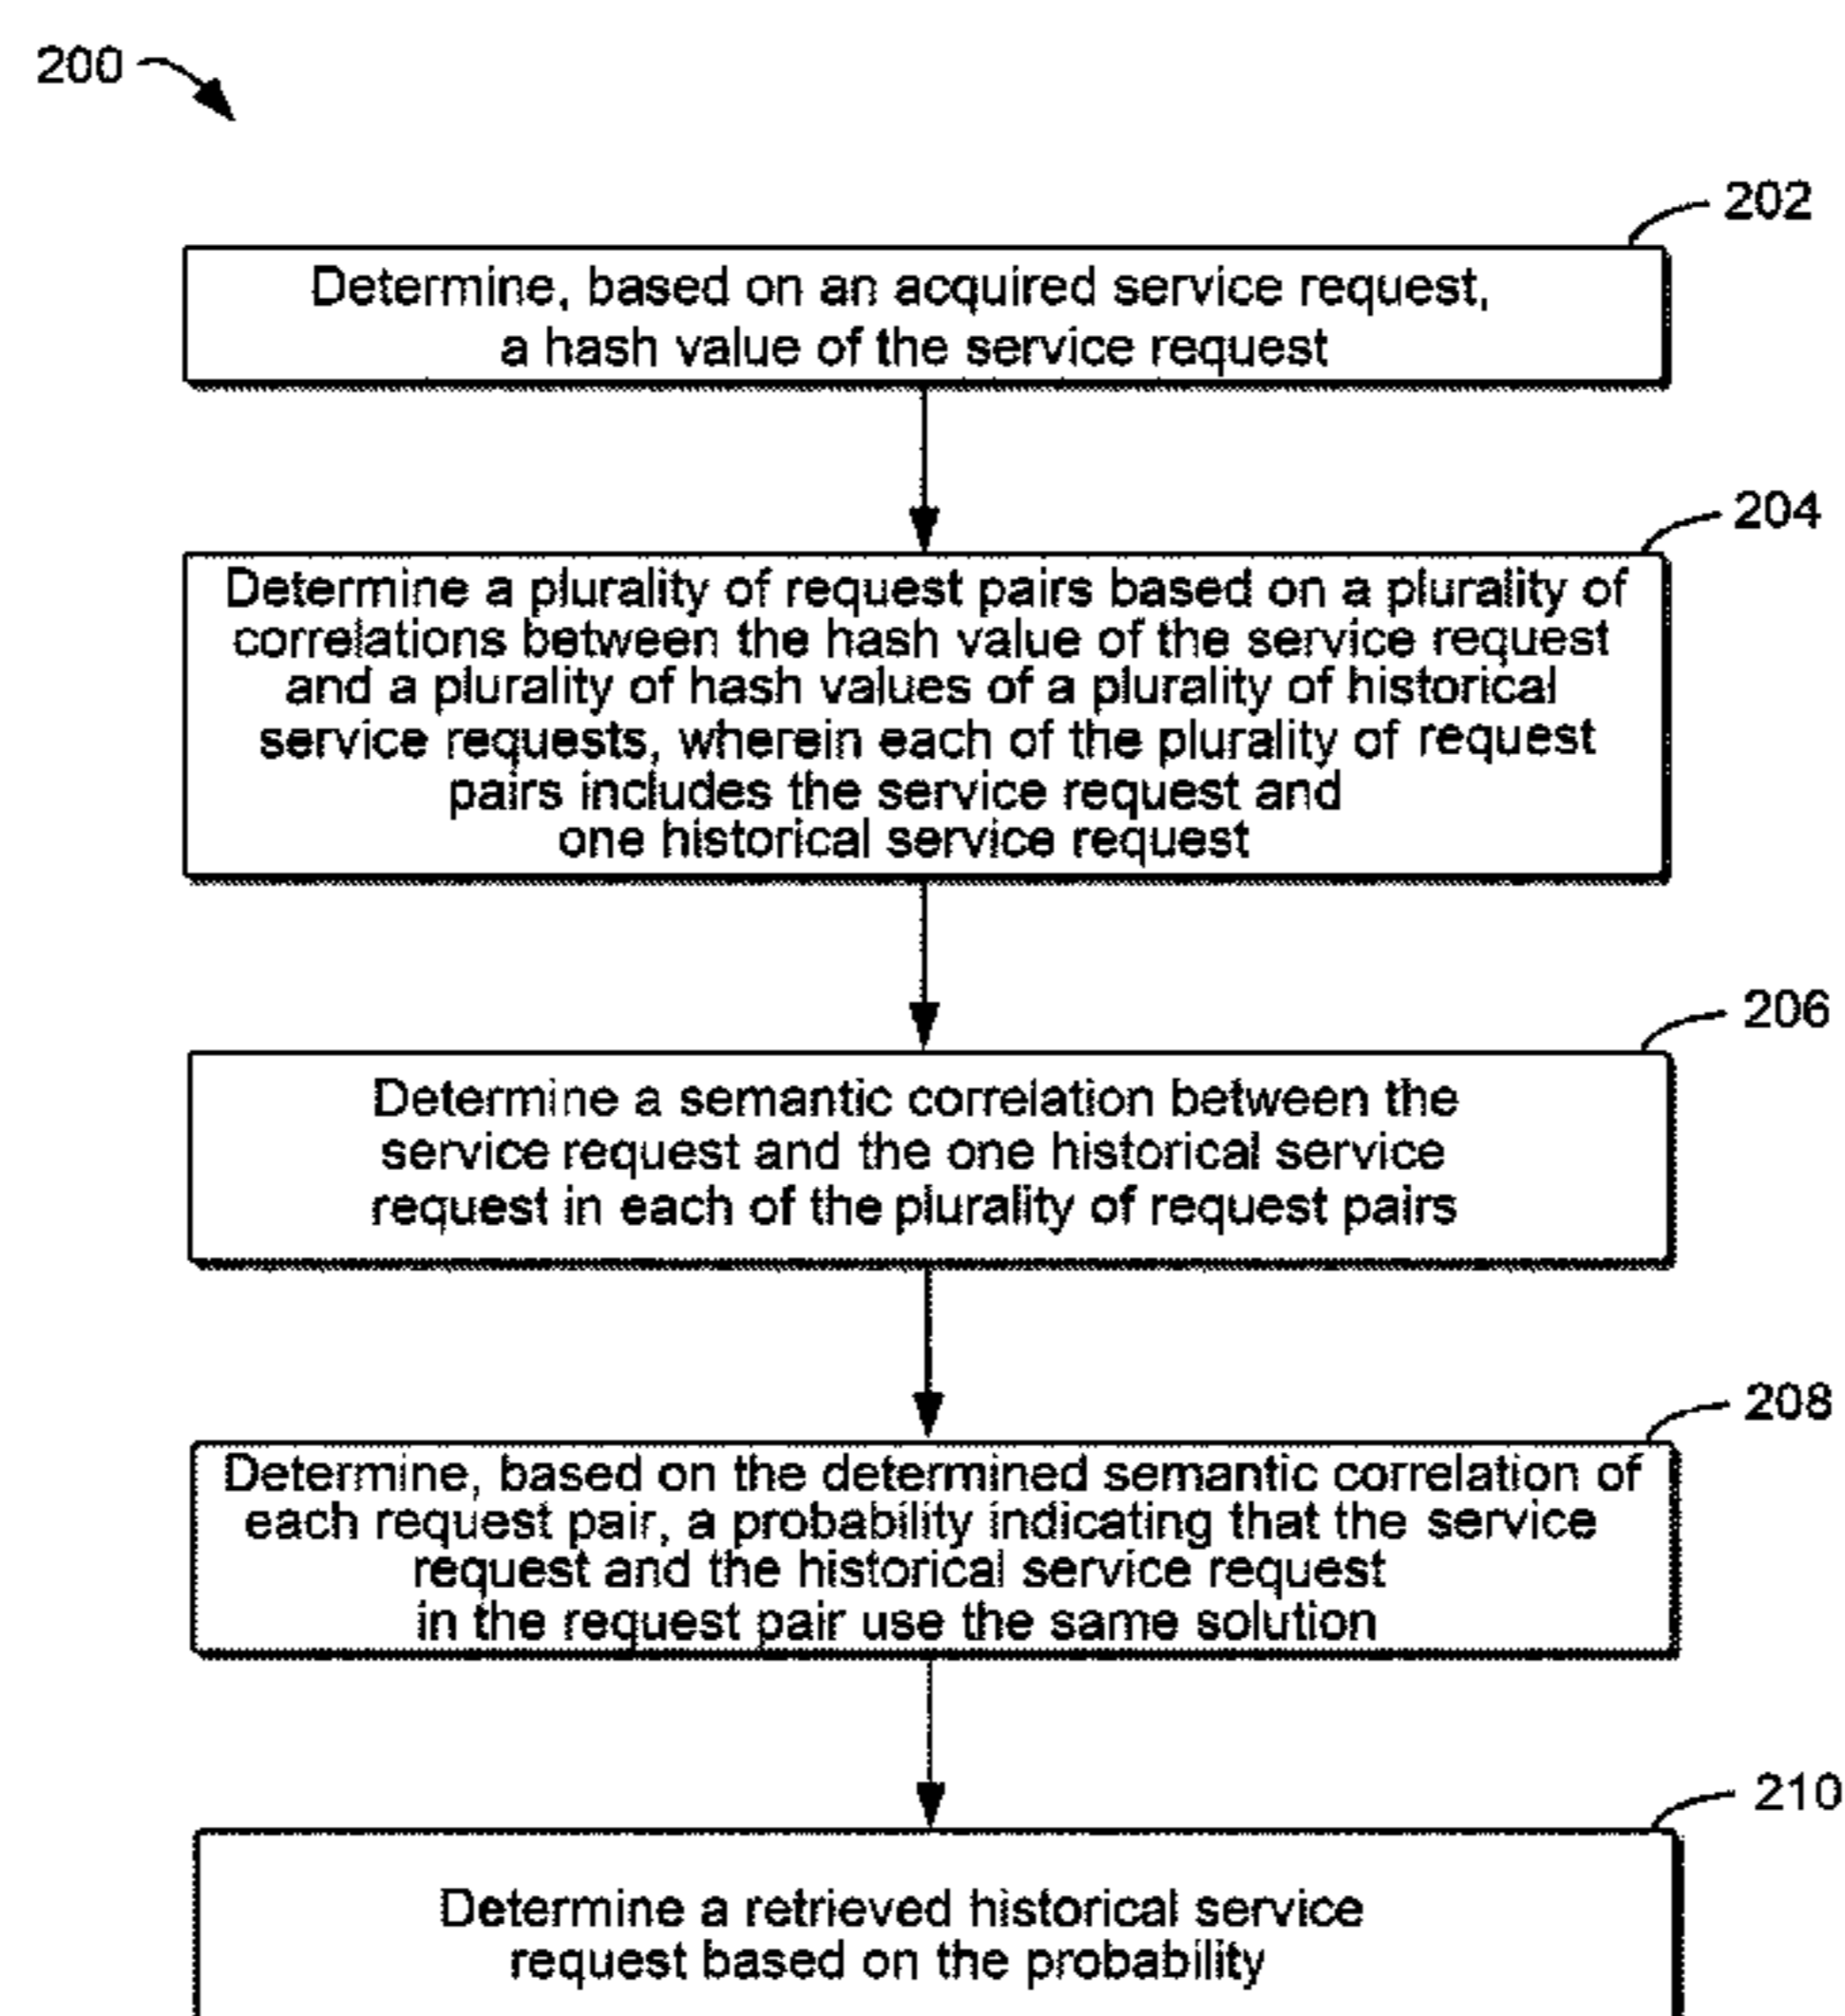 200
202
Determine, based on an acquired service request,
a hash value of the service request
204
Determine a plurality of request pairs based on a plurality of
correlations between the hash value of the service request
and a plurality of hash values of a plurality of historical
service requests, wherein each of the plurality of request
pairs includes the service request and
one historical service request
206
Determine a semantic correlation between the
service request and the one historical service
request in each of the plurality of request pairs
208
Determine, based on the determined semantic correlation of
each request pair, a probability indicating that the service
request and the historical service request
in the request pair use the same solution
210
Determine a retrieved historical service
request based on the probability